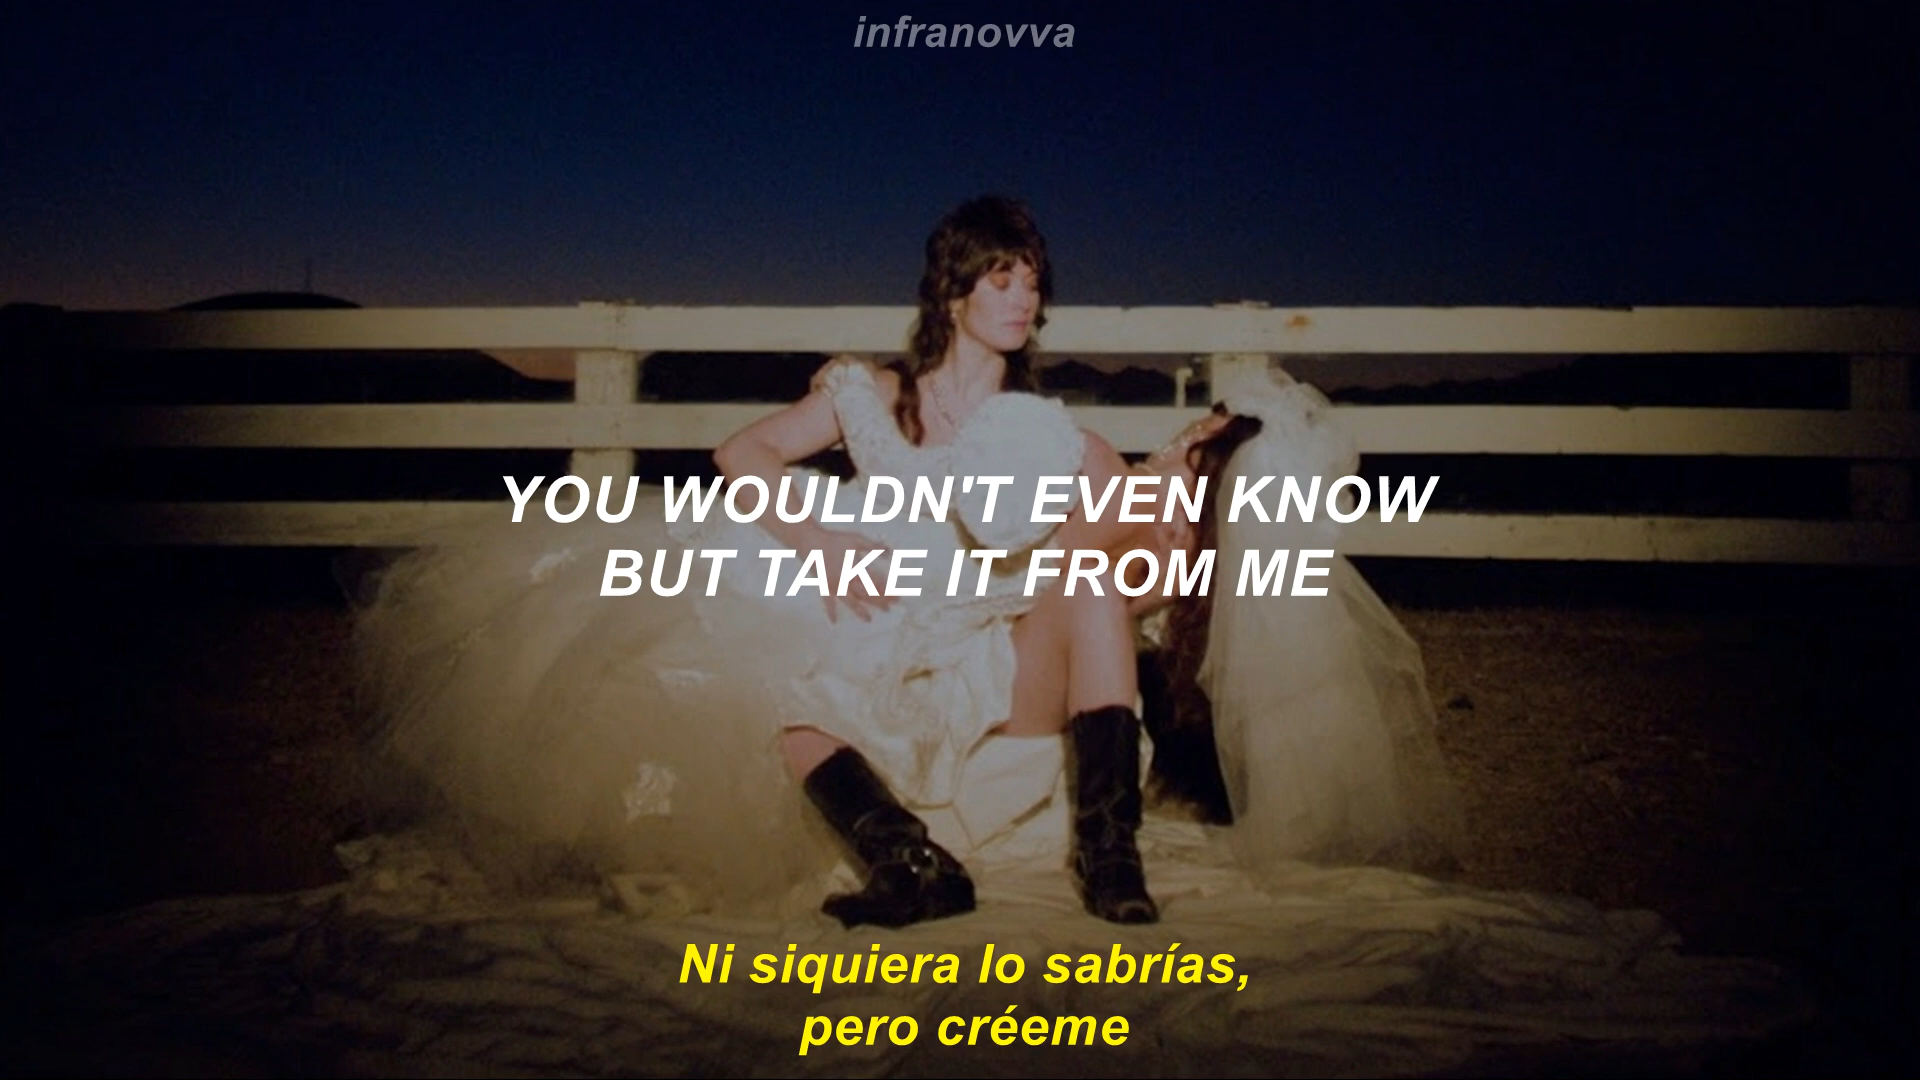 infranovva
YOU WOULDN'T EVEN KNOW
BUT TAKE IT FROM ME
Ni siquiera lo sabrías,
pero créeme